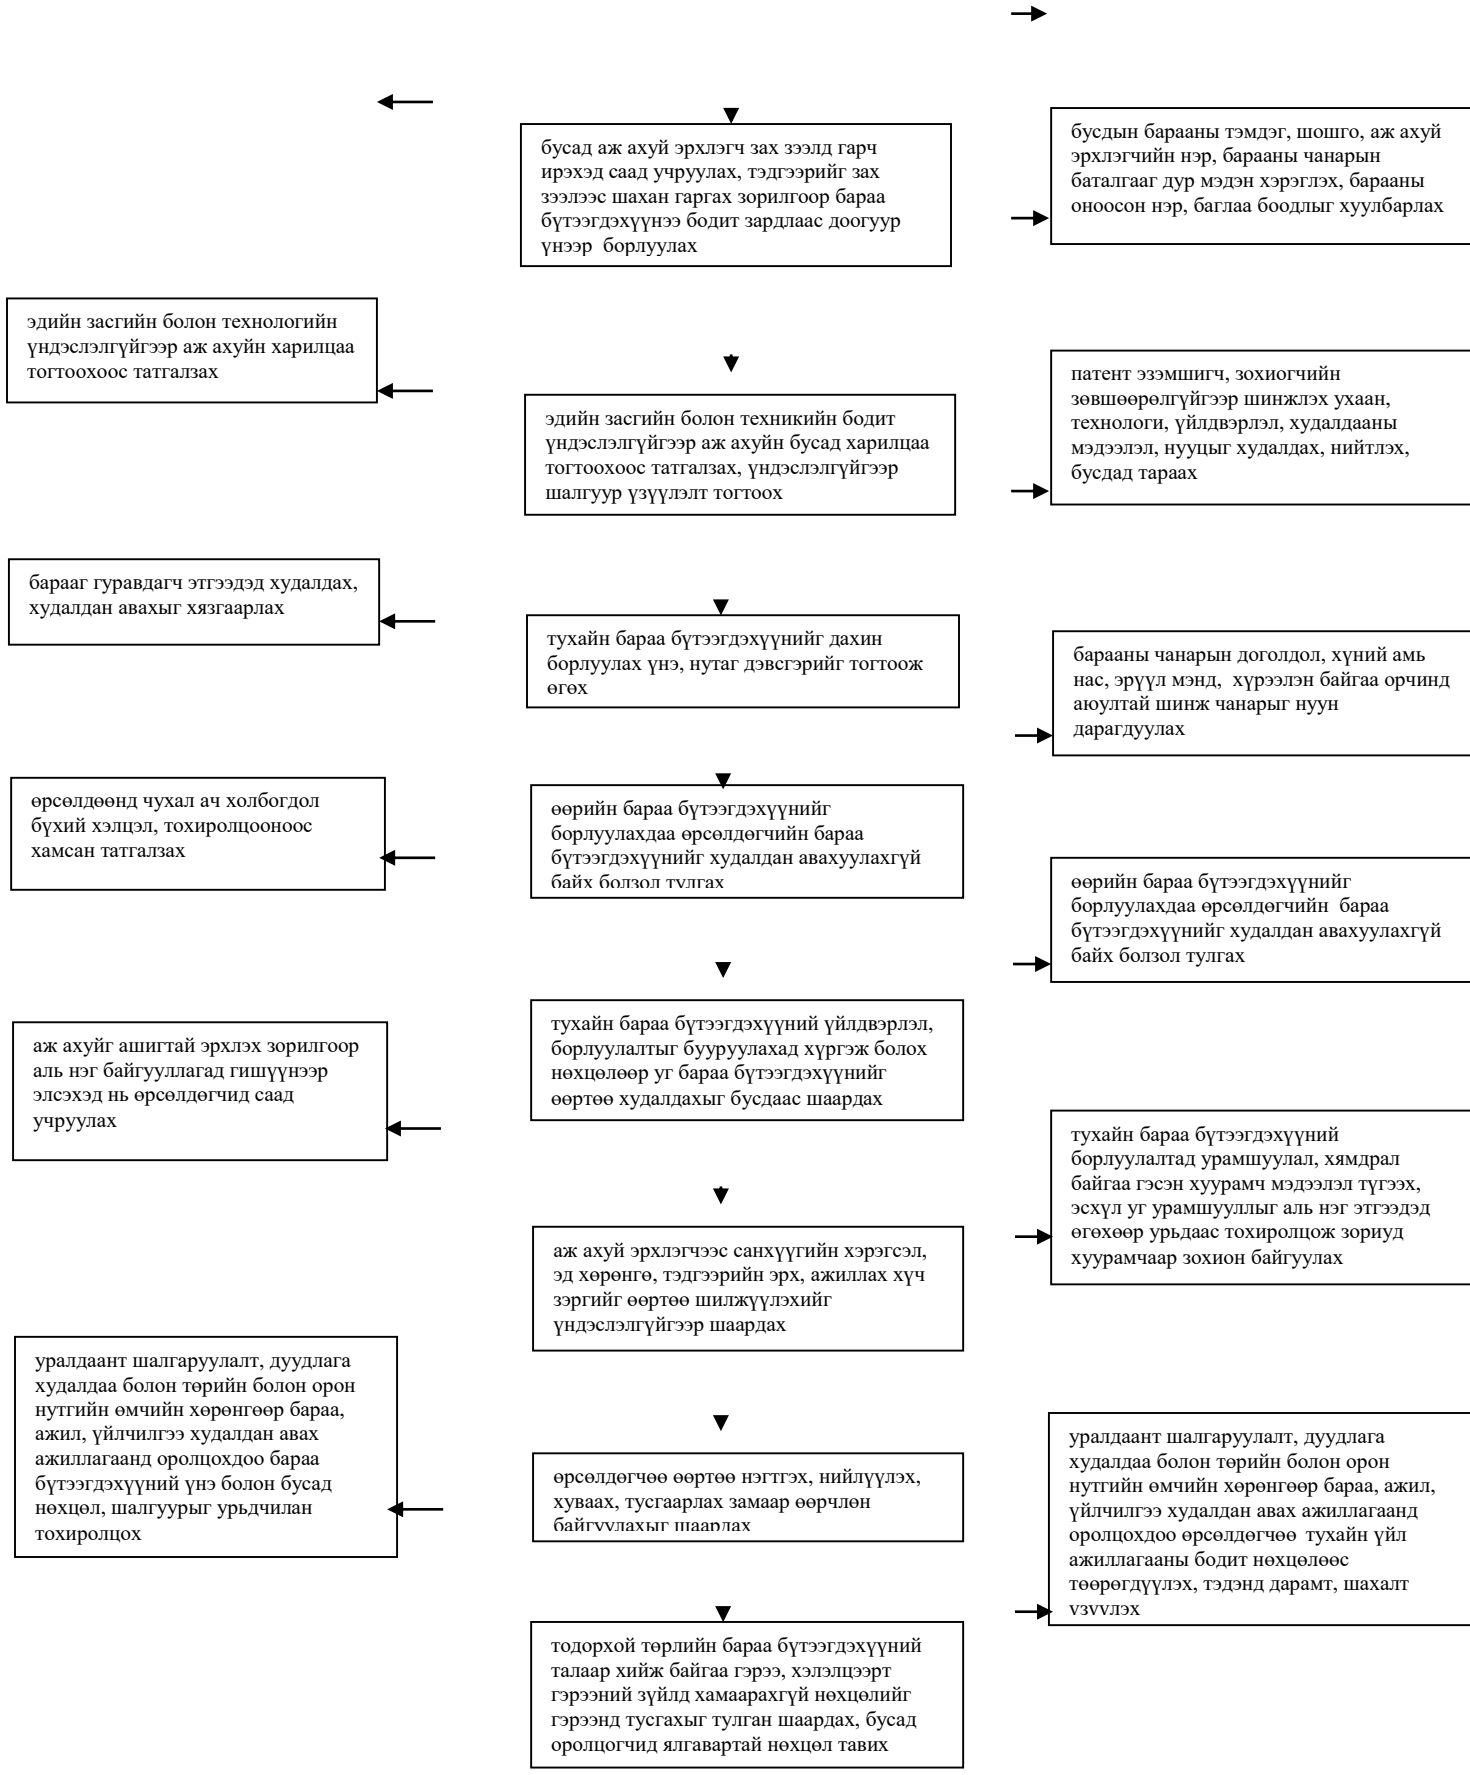 бусад аж ахуй эрхлэгч зах зээлд гарч
ирэхэд саад учруулах, тэдгээрийг зах
зээлээс шахан гаргах зорилгоор бараа
бүтээгдэхүүнээ бодит зардлаас доогуур
үнээр борлуулах
бусдын барааны тэмдэг, шошго, аж ахуй
эрхлэгчийн нэр, барааны чанарын
баталгааг дур мэдэн хэрэглэх, барааны
оноосон нэр, баглаа боодлыг хуулбарлах
эдийн засгийн болон технологийн
үндэслэлгүйгээр аж ахуйн харилцаа
тогтоохоос татгалзах
эдийн засгийн болон техникийн бодит
үндэслэлгүйгээр аж ахуйн бусад харилцаа
тогтоохоос татгалзах, үндэслэлгүйгээр
шалгуур үзүүлэлт тогтоох
патент эзэмшигч, зохиогчийн
зөвшөөрөлгүйгээр шинжлэх ухаан,
технологи, үйлдвэрлэл, худалдааны
мэдээлэл, нууцыг худалдах, нийтлэх,
бусдад тараах
барааг гуравдагч этгээдэд худалдах,
худалдан авахыг хязгаарлах
тухайн бараа бүтээгдэхүүнийг дахин
борлуулах үнэ, нутаг дэвсгэрийг тогтоож
өгөх
барааны чанарын доголдол, хүний амь
нас, эрүүл мэнд, хүрээлэн байгаа орчинд
аюултай шинж чанарыг нуун
дарагдуулах
өрсөлдөөнд чухал ач холбогдол
бүхий хэлцэл, тохиролцооноос
хамсан татгалзах
өөрийн бараа бүтээгдэхүүнийг
борлуулахдаа өрсөлдөгчийн бараа
бүтээгдэхүүнийг худалдан авахуулахгүй
байх болзол тулгах
өөрийн бараа бүтээгдэхүүнийг
борлуулахдаа өрсөлдөгчийн бараа
бүтээгдэхүүнийг худалдан авахуулахгүй
байх болзол тулгах
аж ахуйг ашигтай эрхлэх зорилгоор
аль нэг байгууллагад гишүүнээр
элсэхэд нь өрсөлдөгчид саад
учруулах
тухайн бараа бүтээгдэхүүний үйлдвэрлэл,
борлуулалтыг бууруулахад хүргэж болох
нөхцөлөөр уг бараа бүтээгдэхүүнийг
өөртөө худалдахыг бусдаас шаардах
тухайн бараа бүтээгдэхүүний
борлуулалтад урамшуулал, хямдрал
байгаа гэсэн хуурамч мэдээлэл түгээх,
эсхүл уг урамшууллыг аль нэг этгээдэд
өгөхөөр урьдаас тохиролцож зориуд
хуурамчаар зохион байгуулах
аж ахуй эрхлэгчээс санхүүгийн хэрэгсэл,
эд хөрөнгө, тэдгээрийн эрх, ажиллах хүч
зэргийг өөртөө шилжүүлэхийг
үндэслэлгүйгээр шаардах
уралдаант шалгаруулалт, дуудлага
худалдаа болон төрийн болон орон
нутгийн өмчийн хөрөнгөөр бараа,
ажил, үйлчилгээ худалдан авах
ажиллагаанд оролцохдоо бараа
бүтээгдэхүүний үнэ болон бусад
нөхцөл, шалгуурыг урьдчилан
тохиролцох
өрсөлдөгчөө өөртөө нэгтгэх, нийлүүлэх,
хуваах, тусгаарлах замаар өөрчлөн
байгуулахыг шаардах
уралдаант шалгаруулалт, дуудлага
худалдаа болон төрийн болон орон
нутгийн өмчийн хөрөнгөөр бараа, ажил,
үйлчилгээ худалдан авах ажиллагаанд
оролцохдоо өрсөлдөгчөө тухайн үйл
ажиллагааны бодит нөхцөлөөс
төөрөгдүүлэх, тэдэнд дарамт, шахалт
үзүүлэх
тодорхой төрлийн бараа бүтээгдэхүүний
талаар хийж байгаа гэрээ, хэлэлцээрт
гэрээний зүйлд хамаарахгүй нөхцөлийг
гэрээнд тусгахыг тулган шаардах, бусад
оролцогчид ялгавартай нөхцөл тавих